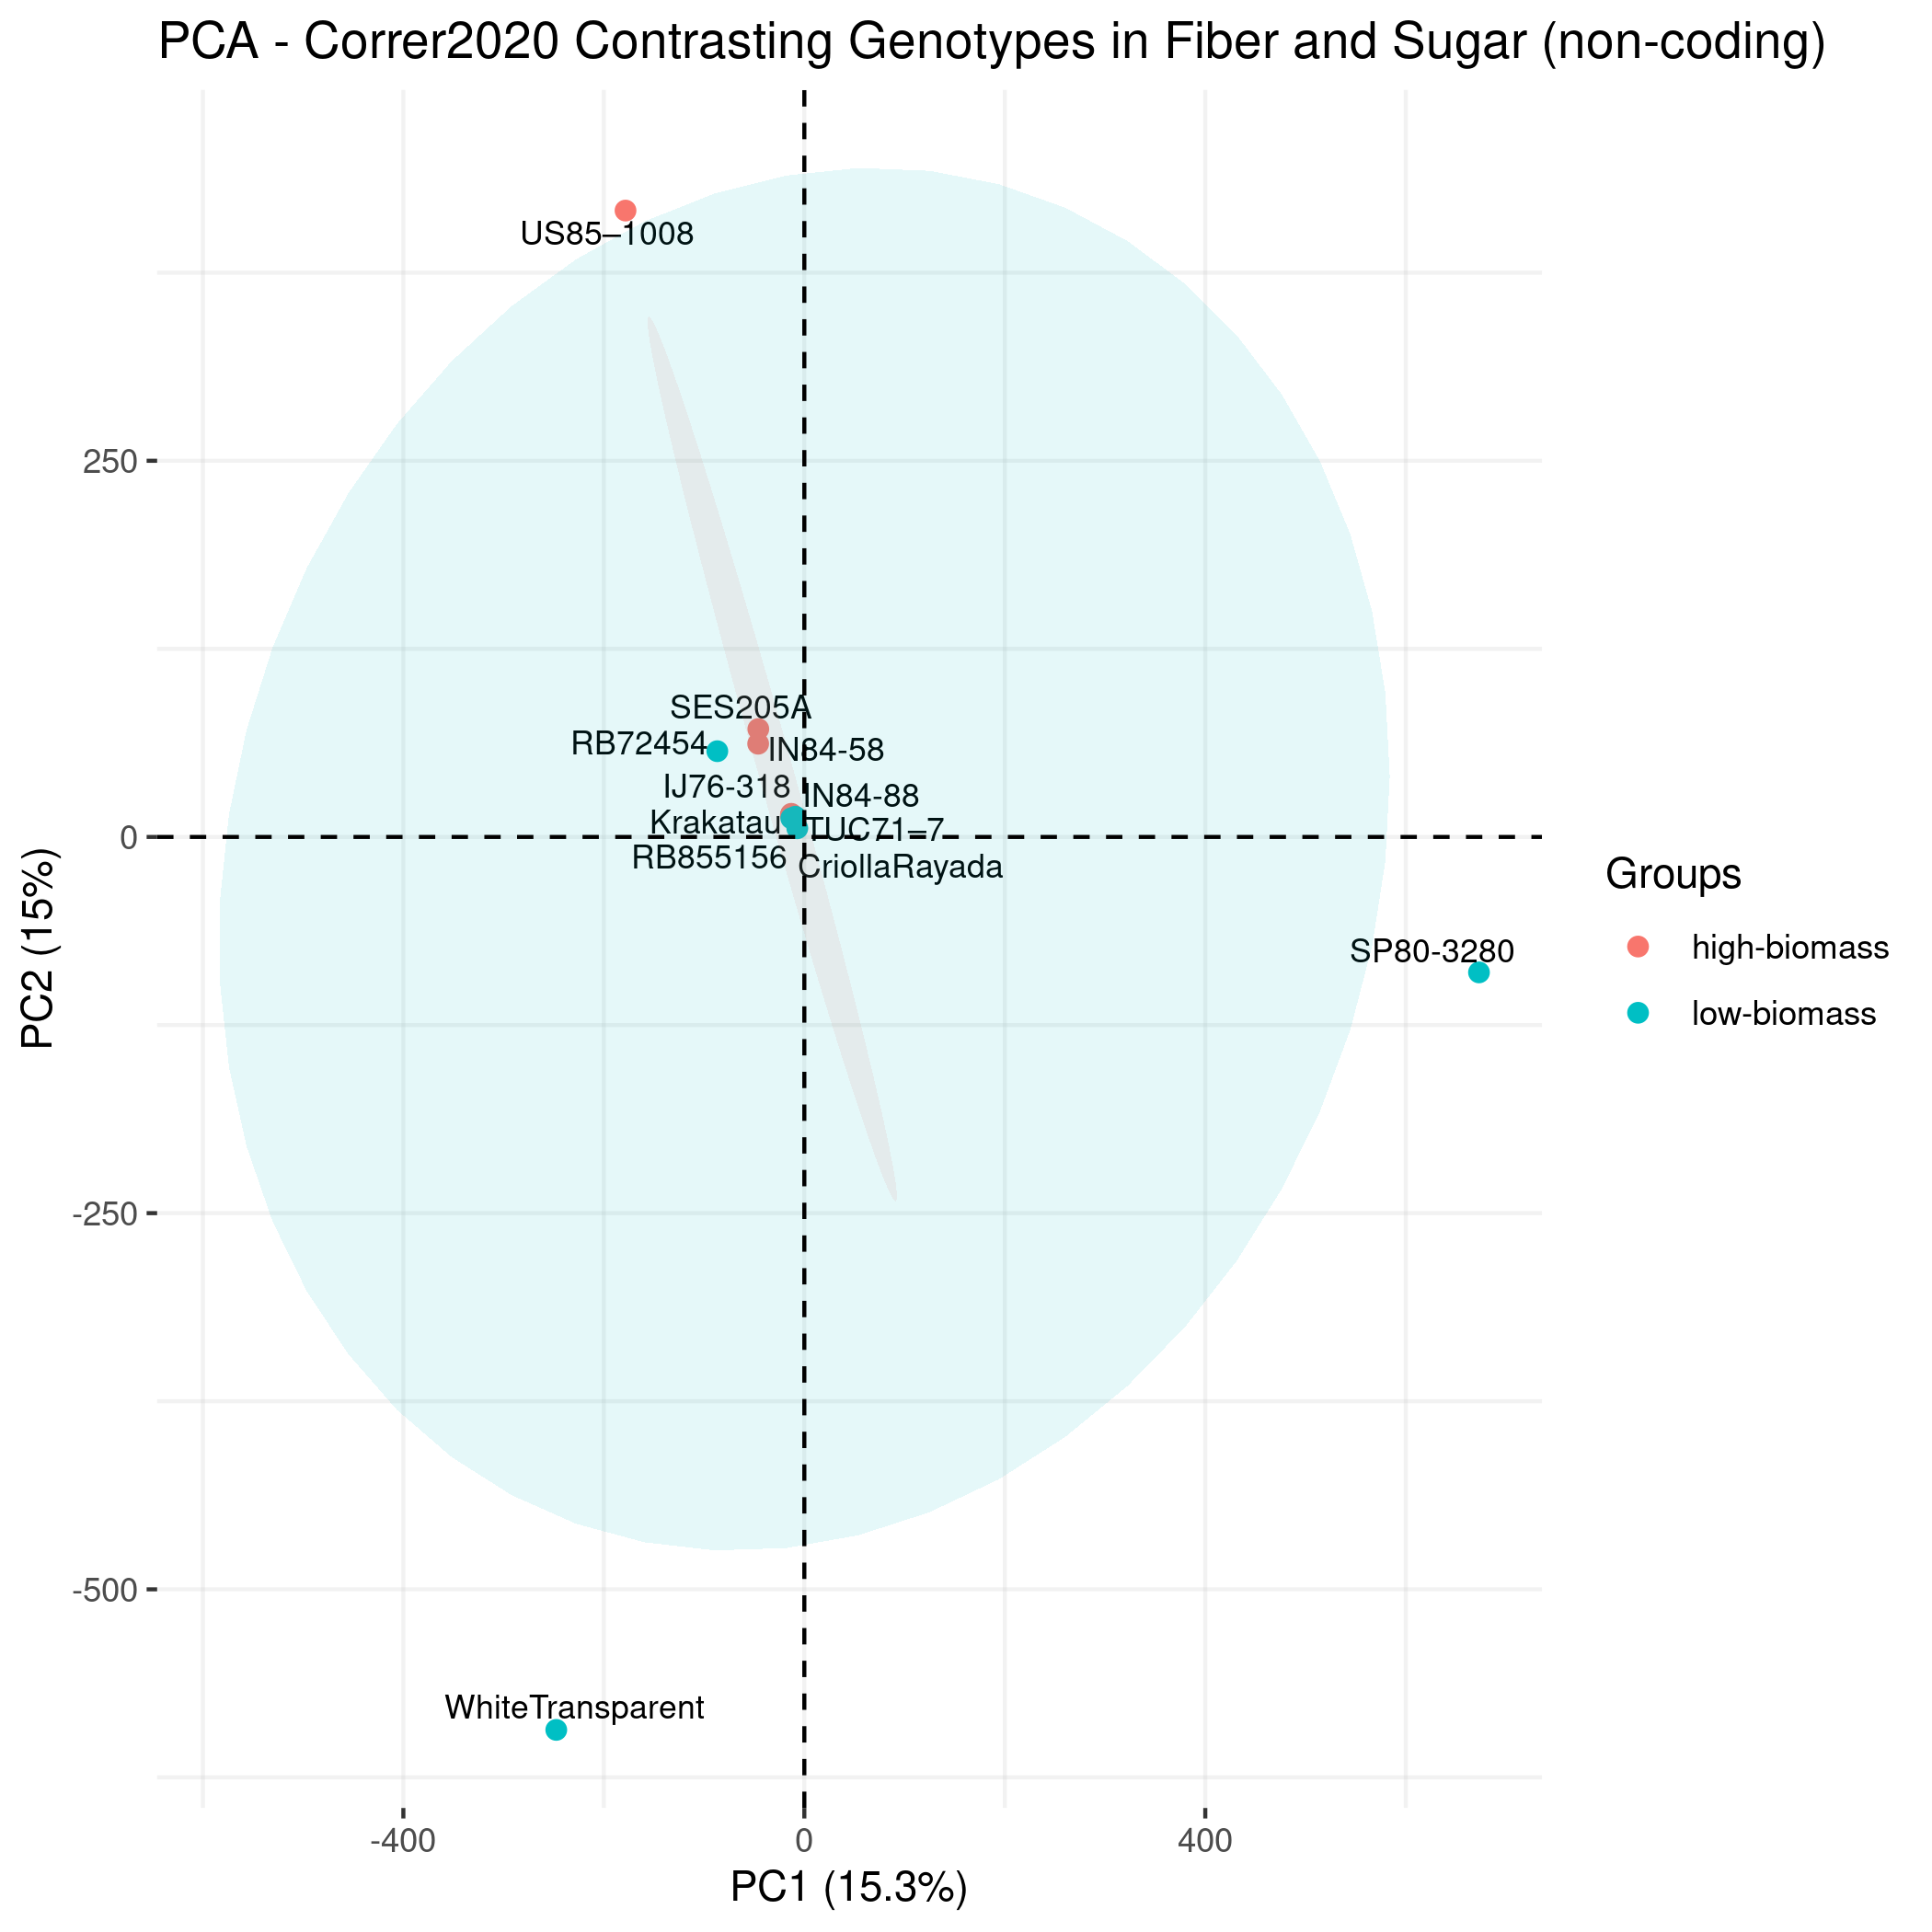 PCA - Correr2020 Contrasting Genotypes in Fiber and Sugar (non-coding)
US85–1008
250
SES205A
RB72454
IN84-58
IJ76-318
IN84-88
Krakatau
TUC71–7
0
RB855156
CriollaRayada
PC2 (15%)
Groups
high-biomass
low-biomass
SP80-3280
-250
-500
WhiteTransparent
-400
0
400
PC1 (15.3%)